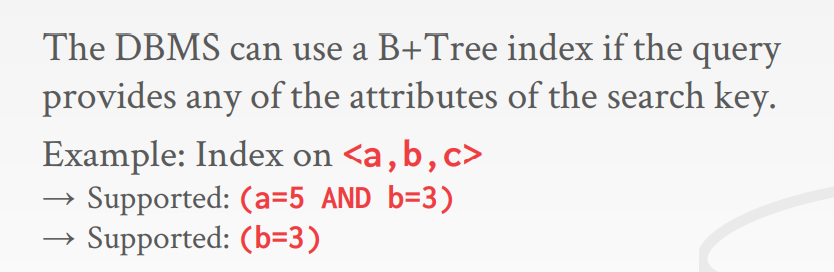 The DBMS can use a B+Tree index if the query
provides any of the attributes of the search key.
Example: Index on <a,b,c>
→ Supported: (a=5 AND b=3)
→ Supported: (b=3)